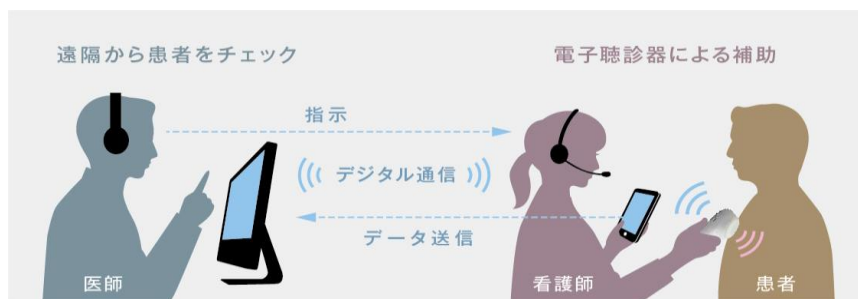 遠隔から患者をチェック
電子聴診器による補助
指示
デジタル通信
データ送信
医師
看護師
患者